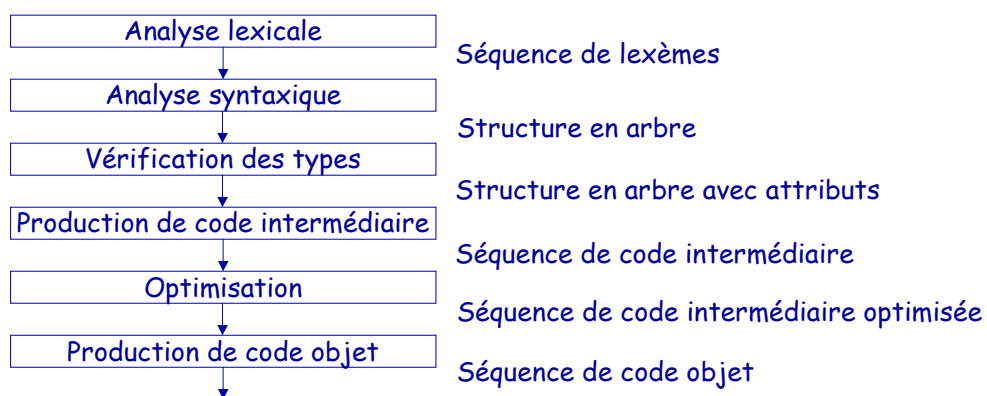 Analyse lexicale
Séquence de lexèmes
Analyse syntaxique
Structure en arbre
Vérification des types
Structure en arbre avec attributs
Production de code intermédiaire
Séquence de code intermédiaire
Optimisation
Séquence de code intermédiaire optimisée
Production de code objet
Séquence de code objet